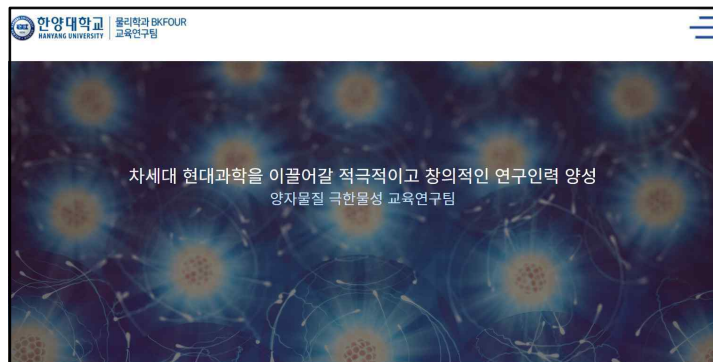 한양대학교
HANYANG UNIVERSITY
물리학과 BKFOUR
교육연구팀
차세대 현대과학을 이끌어갈 적극적이고 창의적인 연구인력 양성
양자물질 극한물성 교육연구팀